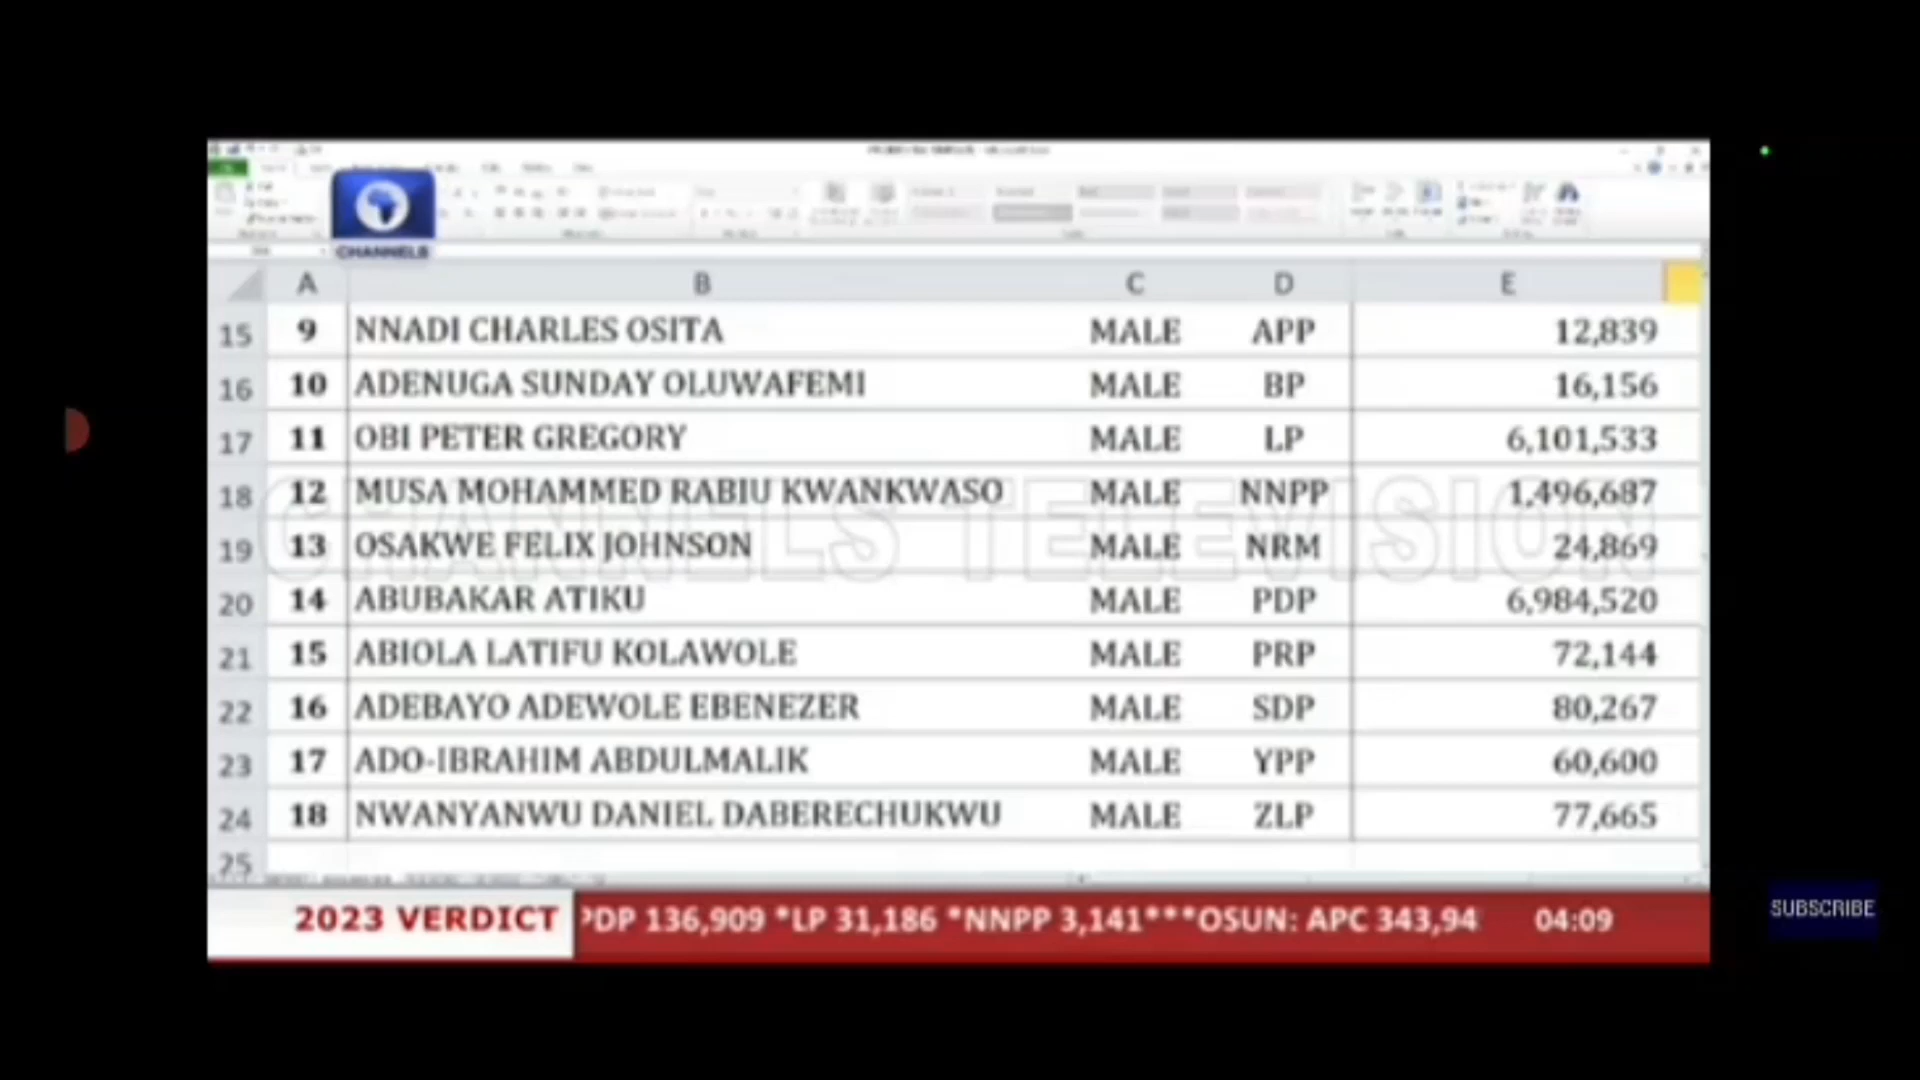 CHANNELS
A B C D E
15 9 NNADI CHARLES OSITA MALE APP 12,839
16 10 ADENUGA SUNDAY OLUWAFEMI MALE BP 16,156
17 11 OBI PETER GREGORY MALE LP 6,101,533
18 12 MUSA MOHAMMED RABIU KWANKWASO MALE NNPP 1,496,687
19 13 OSAKWE FELIX JOHNSON MALE NRM 24,869
CHANNELS TELEVISION
20 14 ABUBAKAR ATIKU MALE PDP 6,984,520
21 15 ABIOLA LATIFU KOLAWOLE MALE PRP 72,144
22 16 ADEBAYO ADEWOLE EBENEZER MALE SDP 80,267
23 17 ADO-IBRAHIM ABDULMALIK MALE YPP 60,600
24 18 NWANYANWU DANIEL DABERECHUKWU MALE ZLP 77,665
25
2023 VERDICT PDP 136,909 *LP 31,186 *NNPP 3,141***OSUN: APC 343,94 04:09
SUBSCRIBE